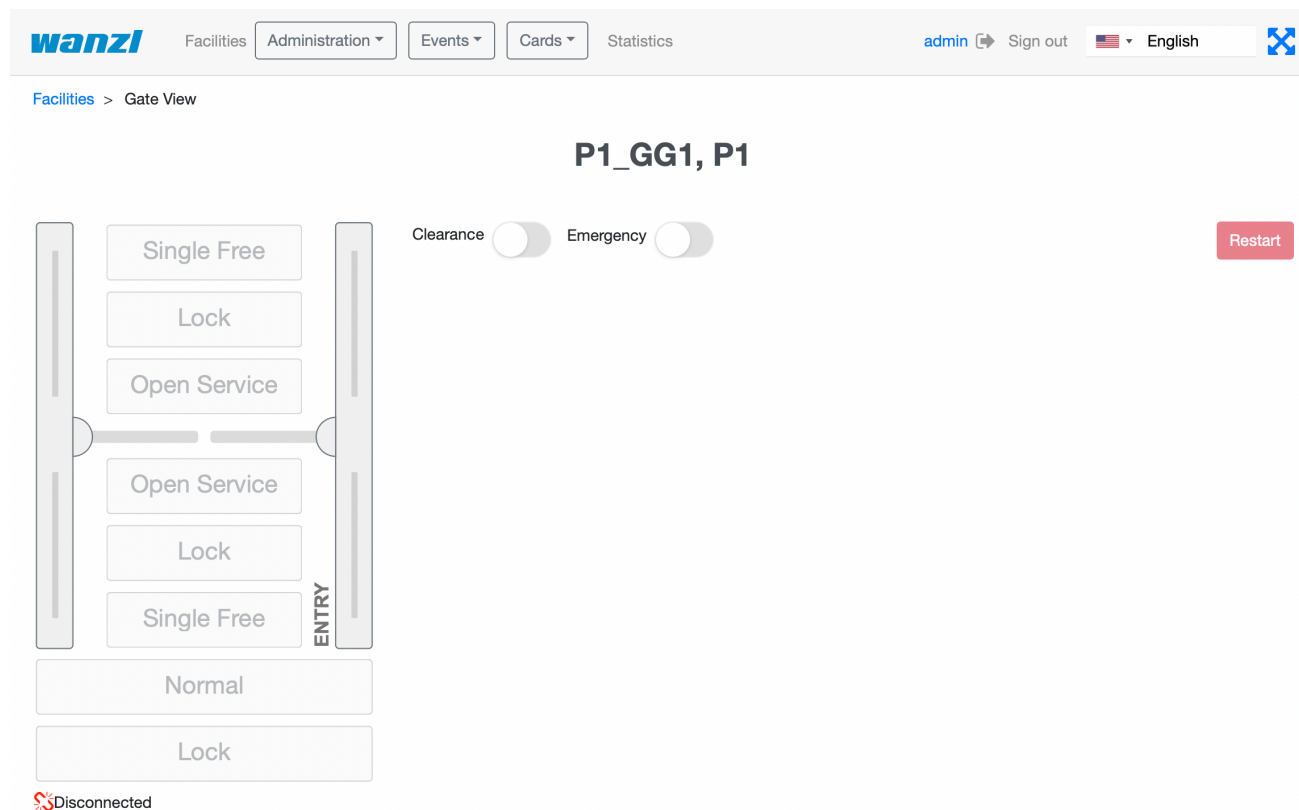 wanzl Facilities Administration Events Cards Statistics admin Sign out English
Facilities > Gate View
P1_GG1, P1
Clearance Emergency Restart
Single Free
Lock
Open Service
Open Service
Lock
Single Free
ENTRY
Normal
Lock
Disconnected